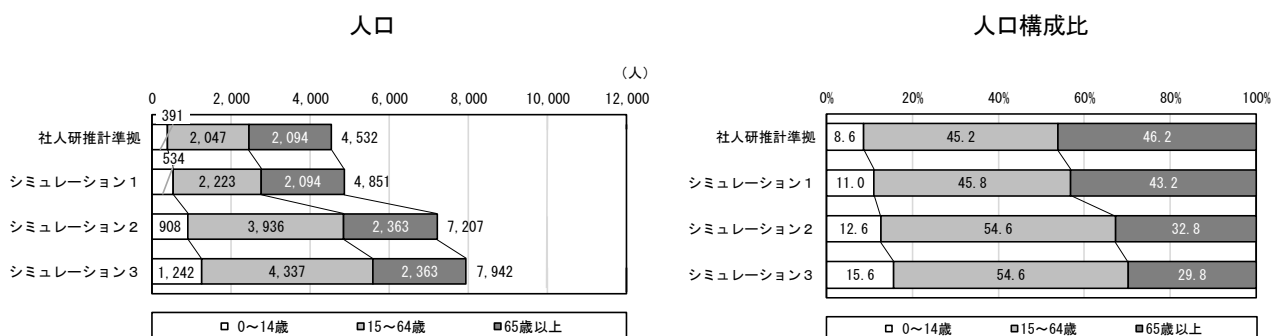 人口
（人）
0 2,000 4,000 6,000 8,000 10,000 12,000
391
社人研推計準拠 2,047 2,094 4,532
534
シミュレーション1 2,223 2,094 4,851
シミュレーション2 908 3,936 2,363 7,207
シミュレーション3 1,242 4,337 2,363 7,942
0～14歳 15～64歳 65歳以上
人口構成比
0% 20% 40% 60% 80% 100%
社人研推計準拠 8.6 45.2 46.2
シミュレーション1 11.0 45.8 43.2
シミュレーション2 12.6 54.6 32.8
シミュレーション3 15.6 54.6 29.8
0～14歳 15～64歳 65歳以上